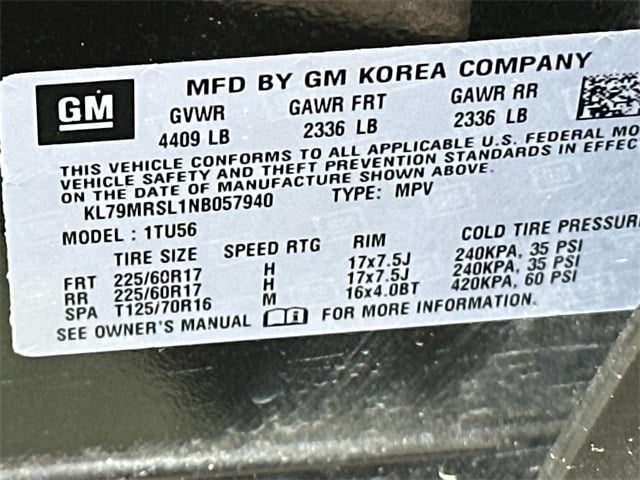 GM
MFD BY GM KOREA COMPANY
GVWR GAWR FRT GAWR RR
4409 LB 2336 LB 2336 LB
THIS VEHICLE CONFORMS TO ALL APPLICABLE U.S. FEDERAL MO
VEHICLE SAFETY AND THEFT PREVENTION STANDARDS IN EFFEC
ON THE DATE OF MANUFACTURE SHOWN ABOVE.
KL79MRSL1NB057940 TYPE: MPV
MODEL : 1TU56
TIRE SIZE SPEED RTG RIM COLD TIRE PRESSU
FRT 225/60R17 H 17x7.5J 240KPA, 35 PSI
RR 225/60R17 H 17x7.5J 240KPA, 35 PSI
SPA T125/70R16 M 16x4.0BT 420KPA, 60 PSI
SEE OWNER'S MANUAL FOR MORE INFORMATION.